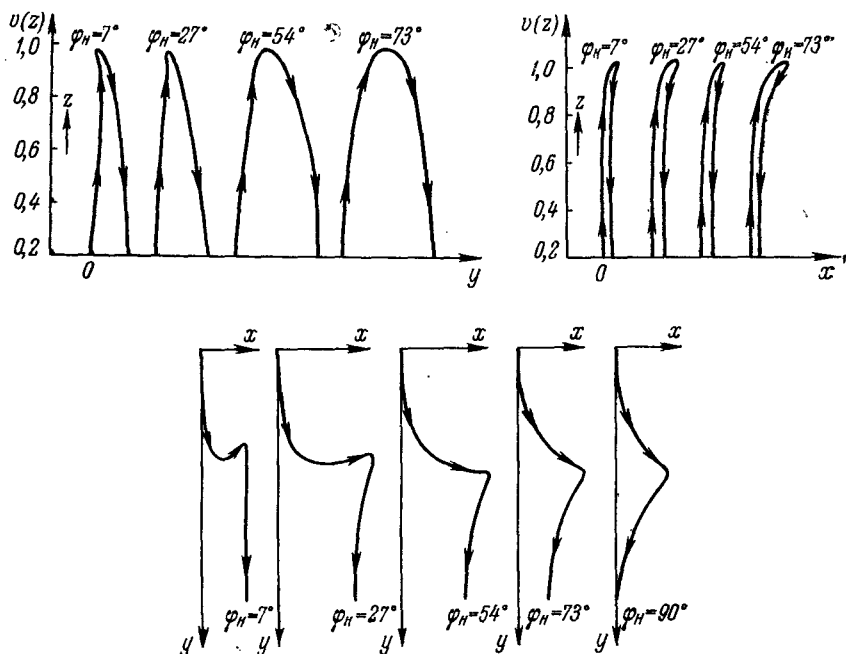 υ(z)
φн=7° φн=27° φн=54° φн=73°
1,0
0,8
z
0,6
0,4
0,2
0
y
υ(z)
φн=7° φн=27° φн=54° φн=73°
1,0
0,8
z
0,6
0,4
0,2
0
x
x x x x x
φн=7° φн=27° φн=54° φн=73° φн=90°
y y y y y